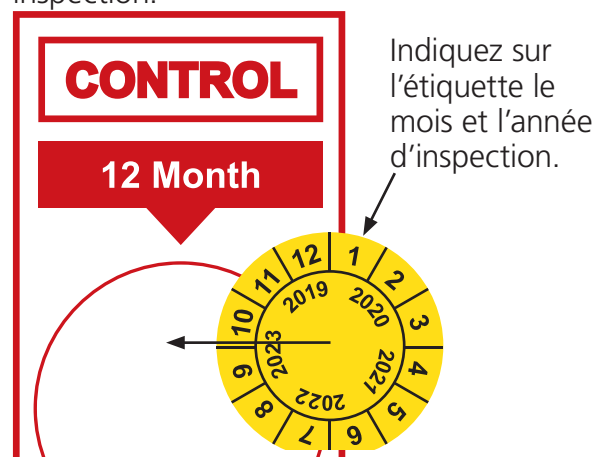 inspection.
CONTROL
12 Month
Indiquez sur
l’étiquette le
mois et l’année
d’inspection.
1 2 3 4 5 6 7 8 9 10 11 12
2019 2020 2021 2022 2023